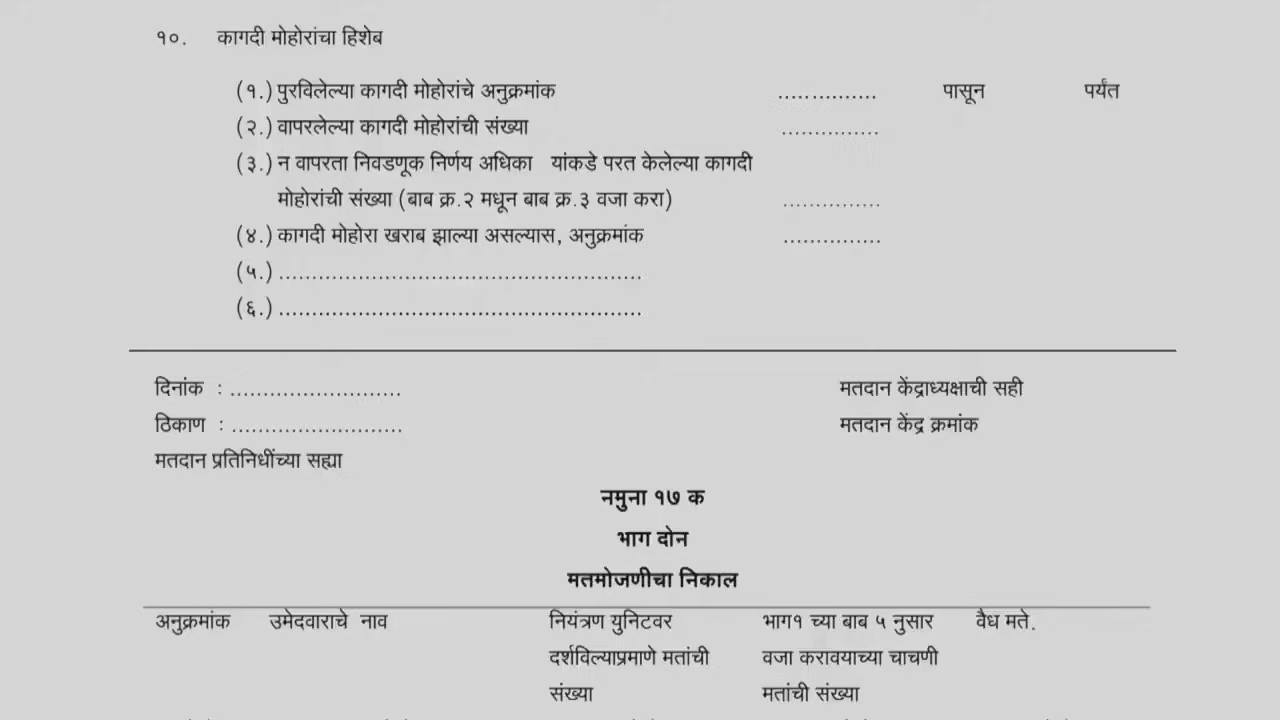 १०. कागदी मोहोरांचा हिशेब
(१.) पुरविलेल्या कागदी मोहोरांचे अनुक्रमांक ............... पासून पर्यंत
(२.) वापरलेल्या कागदी मोहोरांची संख्या ...............
(३.) न वापरता निवडणूक निर्णय अधिका यांकडे परत केलेल्या कागदी
मोहोरांची संख्या (बाब क्र.२ मधून बाब क्र.३ वजा करा) ...............
(४.) कागदी मोहोरा खराब झाल्या असल्यास, अनुक्रमांक ...............
(५.) .......................................................
(६.) .......................................................
दिनांक : .......................... मतदान केंद्राध्यक्षाची सही
ठिकाण : .......................... मतदान केंद्र क्रमांक
मतदान प्रतिनिधींच्या सह्या
नमुना १७ क
भाग दोन
मतमोजणीचा निकाल
अनुक्रमांक उमेदवाराचे नाव नियंत्रण युनिटवर भाग१ च्या बाब ५ नुसार वैध मते.
दर्शविल्याप्रमाणे मतांची वजा करावयाच्या चाचणी
संख्या मतांची संख्या